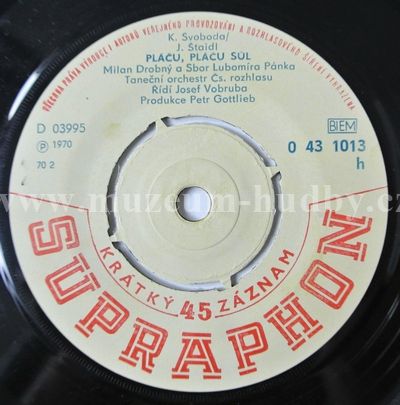 VŠECHNA PRÁVA VÝROBCE I AUTORŮ VEŘEJNÉHO PROVOZOVÁNÍ A ROZHLASOVÉHO ŠÍŘENÍ VYHRAZENA
K. Svoboda/
J. Štaidl
PLAČU, PLAČU SŮL
Milan Drobný a Sbor Lubomíra Pánka
Taneční orchestr Čs. rozhlasu
Řídí Josef Vobruba
Produkce Petr Gottlieb
D 03995
Ⓟ 1970
70 2
BIEM
0 43 1013
h
www.muzeum-hudby.cz
KRÁTKÝ 45 ZÁZNAM
SUPRAPHON